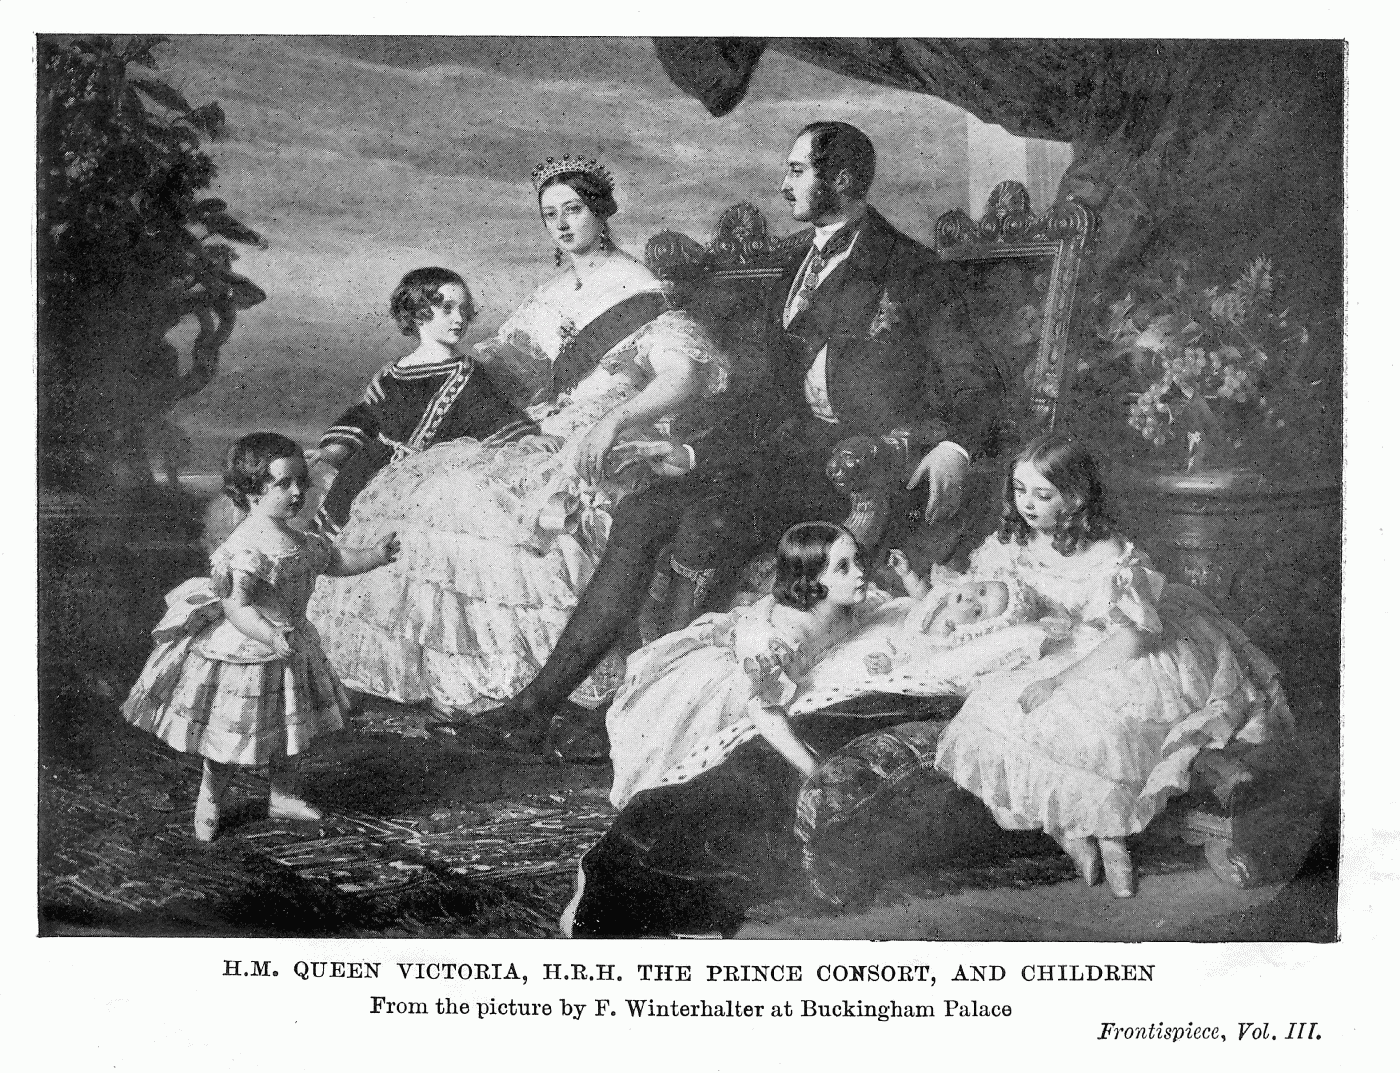 H.M. QUEEN VICTORIA, H.R.H. THE PRINCE CONSORT, AND CHILDREN
From the picture by F. Winterhalter at Buckingham Palace
Frontispiece, Vol. III.